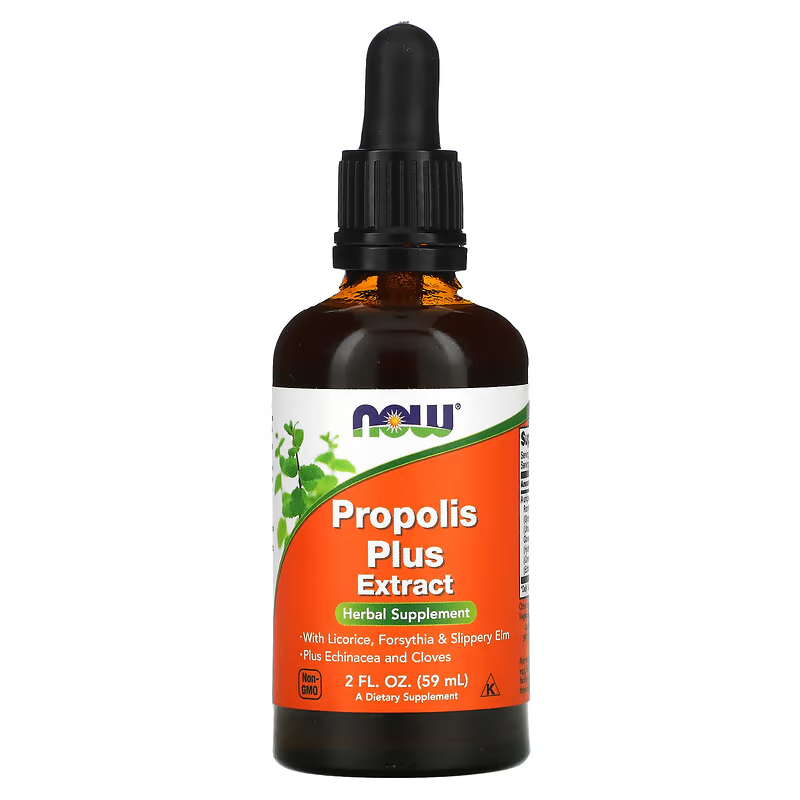 NOW®
Propolis
Plus
Extract
Herbal Supplement
•With Licorice, Forsythia & Slippery Elm
•Plus Echinacea and Cloves
Non-
GMO
2 FL. OZ. (59 mL)
A Dietary Supplement
K